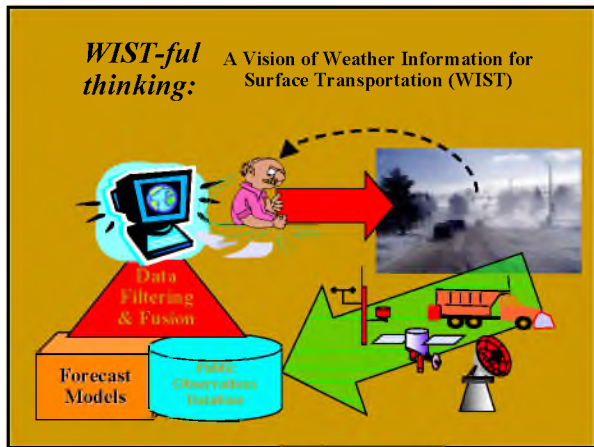 WIST-ful
thinking:
A Vision of Weather Information for
Surface Transportation (WIST)
Data
Filtering
& Fusion
Forecast
Models
Public
Observations
Database